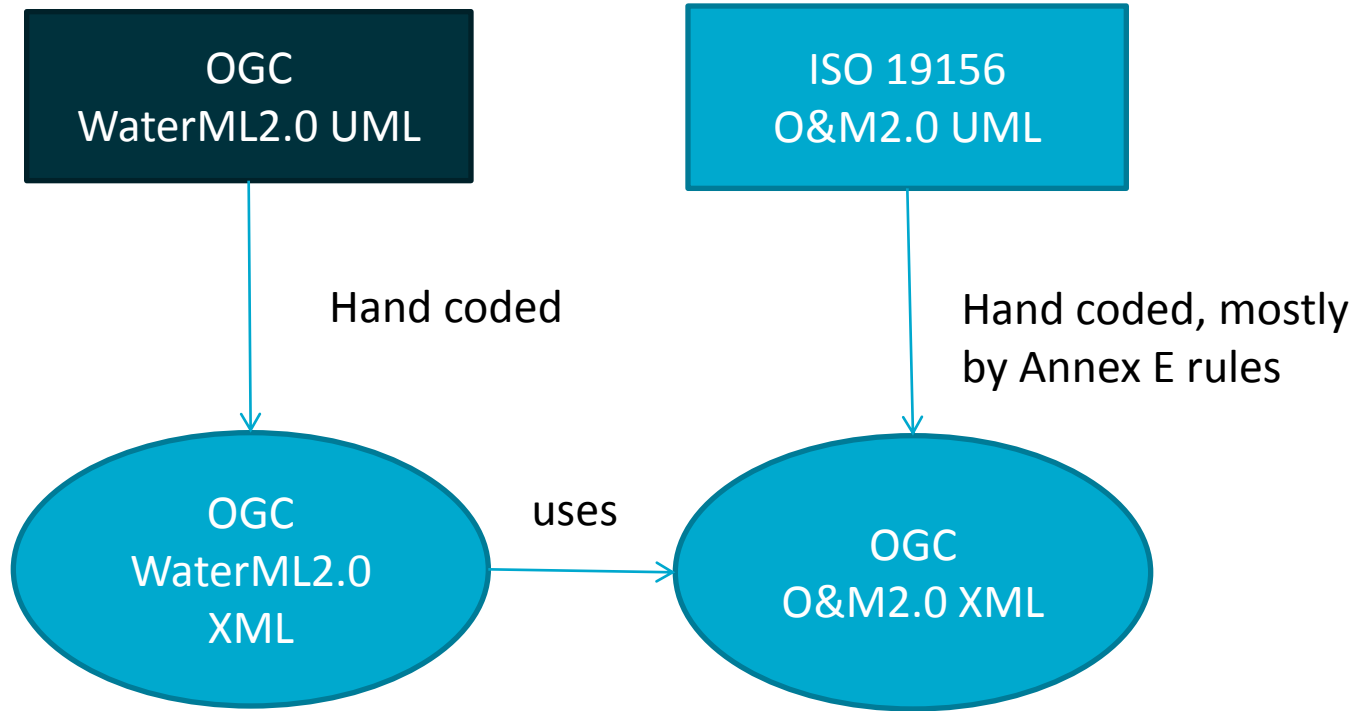 OGC
WaterML2.0 UML
ISO 19156
O&M2.0 UML
Hand coded
Hand coded, mostly
by Annex E rules
OGC
WaterML2.0
XML
uses
OGC
O&M2.0 XML